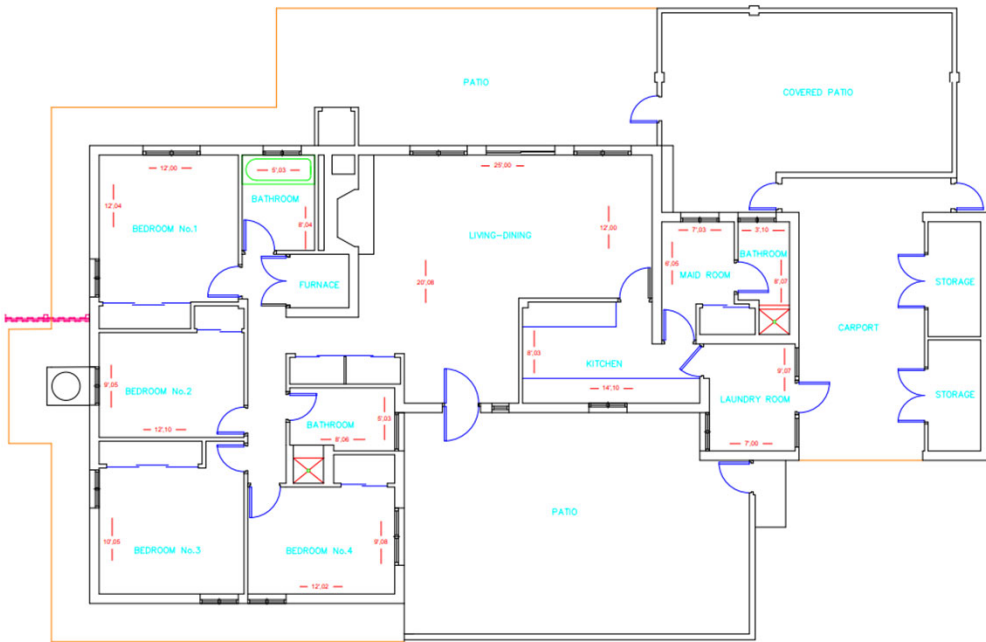 PATIO
COVERED PATIO
12',00
5',03
25',00
12',04
BATHROOM
8',04
BEDROOM No.1
LIVING-DINING
12',00
7',03
3',10
20',08
6',05
BATHROOM
MAID ROOM
8',07
FURNACE
STORAGE
CARPORT
8',03
KITCHEN
9',07
9',05
BEDROOM No.2
14',10
LAUNDRY ROOM
STORAGE
12',10
BATHROOM
5',03
8',06
7',00
PATIO
10',05
BEDROOM No.3
BEDROOM No.4
9',08
12',02